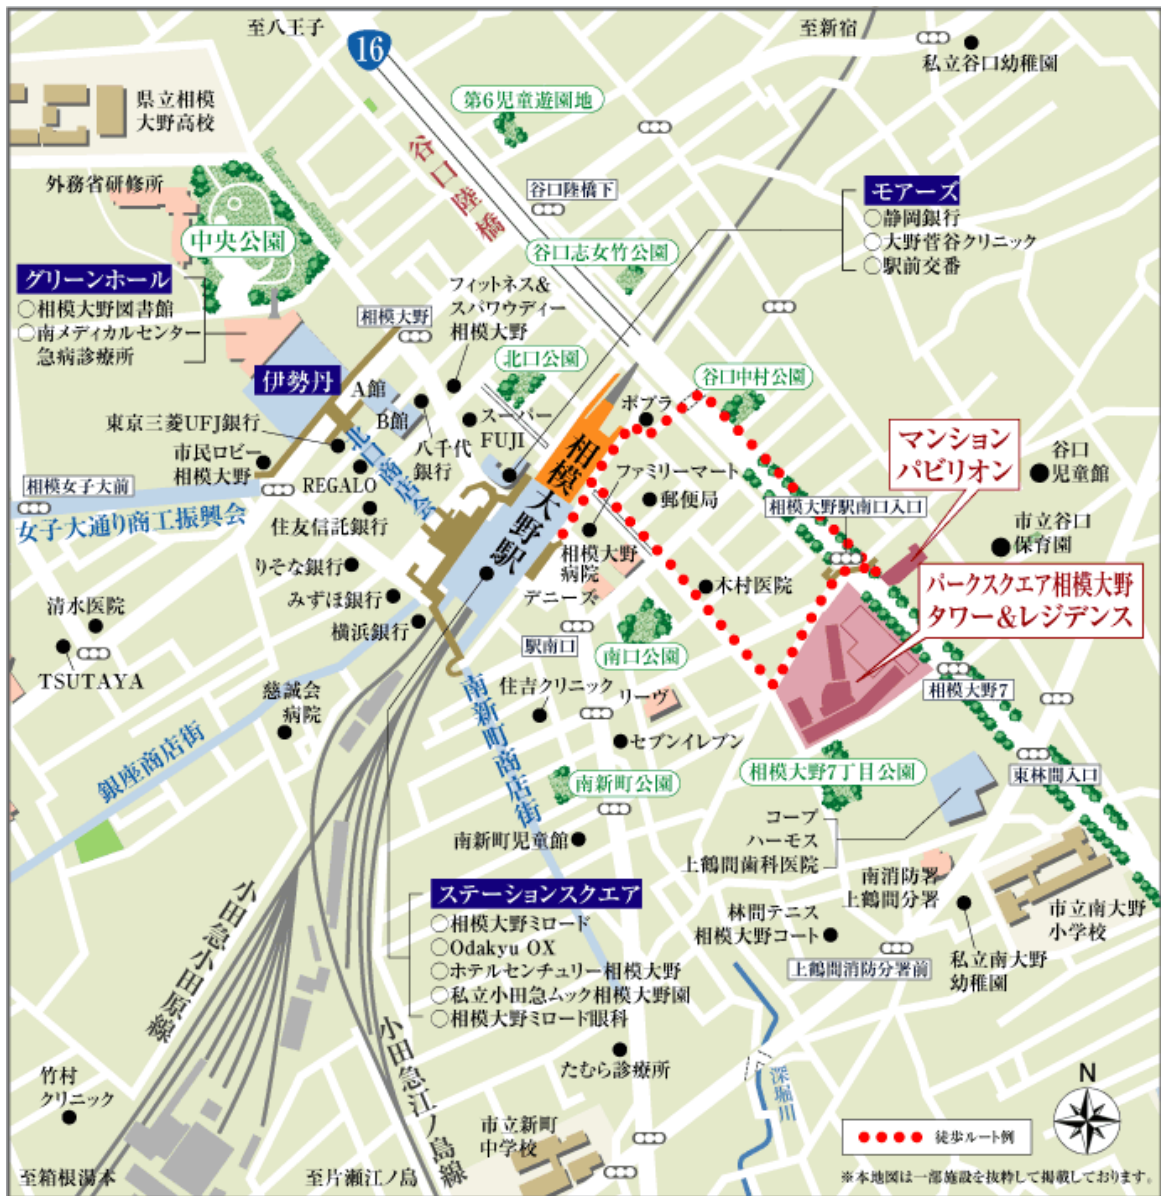 至八王子
16
至新宿
私立谷口幼稚園
県立相模
大野高校
第6児童遊園地
谷口陸橋
外務省研修所
谷口陸橋下
モアーズ
○静岡銀行
○大野菅谷クリニック
○駅前交番
中央公園
谷口志女竹公園
グリーンホール
○相模大野図書館
○南メディカルセンター
急病診療所
フィットネス&
スパワウディー
相模大野
相模大野
北口公園
伊勢丹
A館
B館
谷口中村公園
ポプラ
スーパー
FUJI
八千代
銀行
東京三菱UFJ銀行
市民ロビー
相模大野
北口商店会
相模大野駅
マンション
パビリオン
谷口
児童館
ファミリーマート
郵便局
相模女子大前
女子大通り商工振興会
REGALO
住友信託銀行
相模大野駅南口入口
市立谷口
保育園
相模大野
病院
りそな銀行
みずほ銀行
横浜銀行
木村医院
デニーズ
パークスクエア相模大野
タワー&レジデンス
清水医院
TSUTAYA
駅南口
南口公園
慈誠会
病院
住吉クリニック
リーヴ
相模大野7
南新町商店街
銀座商店街
セブンイレブン
南新町公園
相模大野7丁目公園
東林間入口
コープ
ハーモス
上鶴間歯科医院
南新町児童館
南消防署
上鶴間分署
市立南大野
小学校
ステーションスクエア
○相模大野ミロード
○Odakyu OX
○ホテルセンチュリー相模大野
○私立小田急ムック相模大野園
○相模大野ミロード眼科
林間テニス
相模大野コート
上鶴間消防分署前
私立南大野
幼稚園
小田急小田原線
小田急江ノ島線
たむら診療所
深堀川
竹村
クリニック
市立新町
中学校
N
徒歩ルート例
至箱根湯本
至片瀬江ノ島
※本地図は一部施設を抜粋して掲載しております。